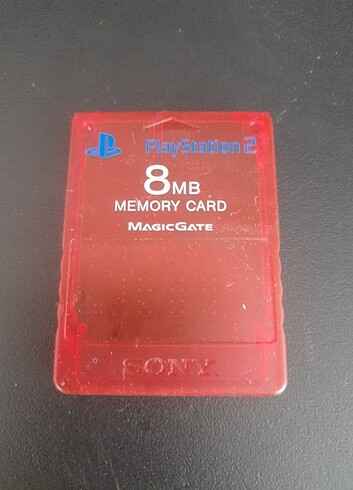 PlayStation 2
8MB
MEMORY CARD
MAGICGATE
SONY